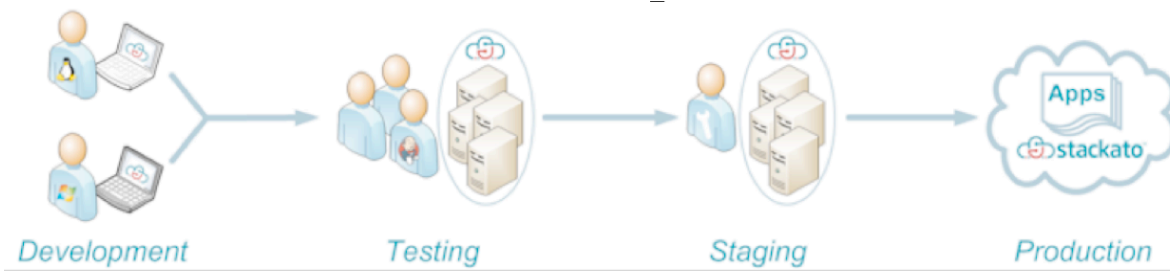 Apps
stackato
Development
Testing
Staging
Production